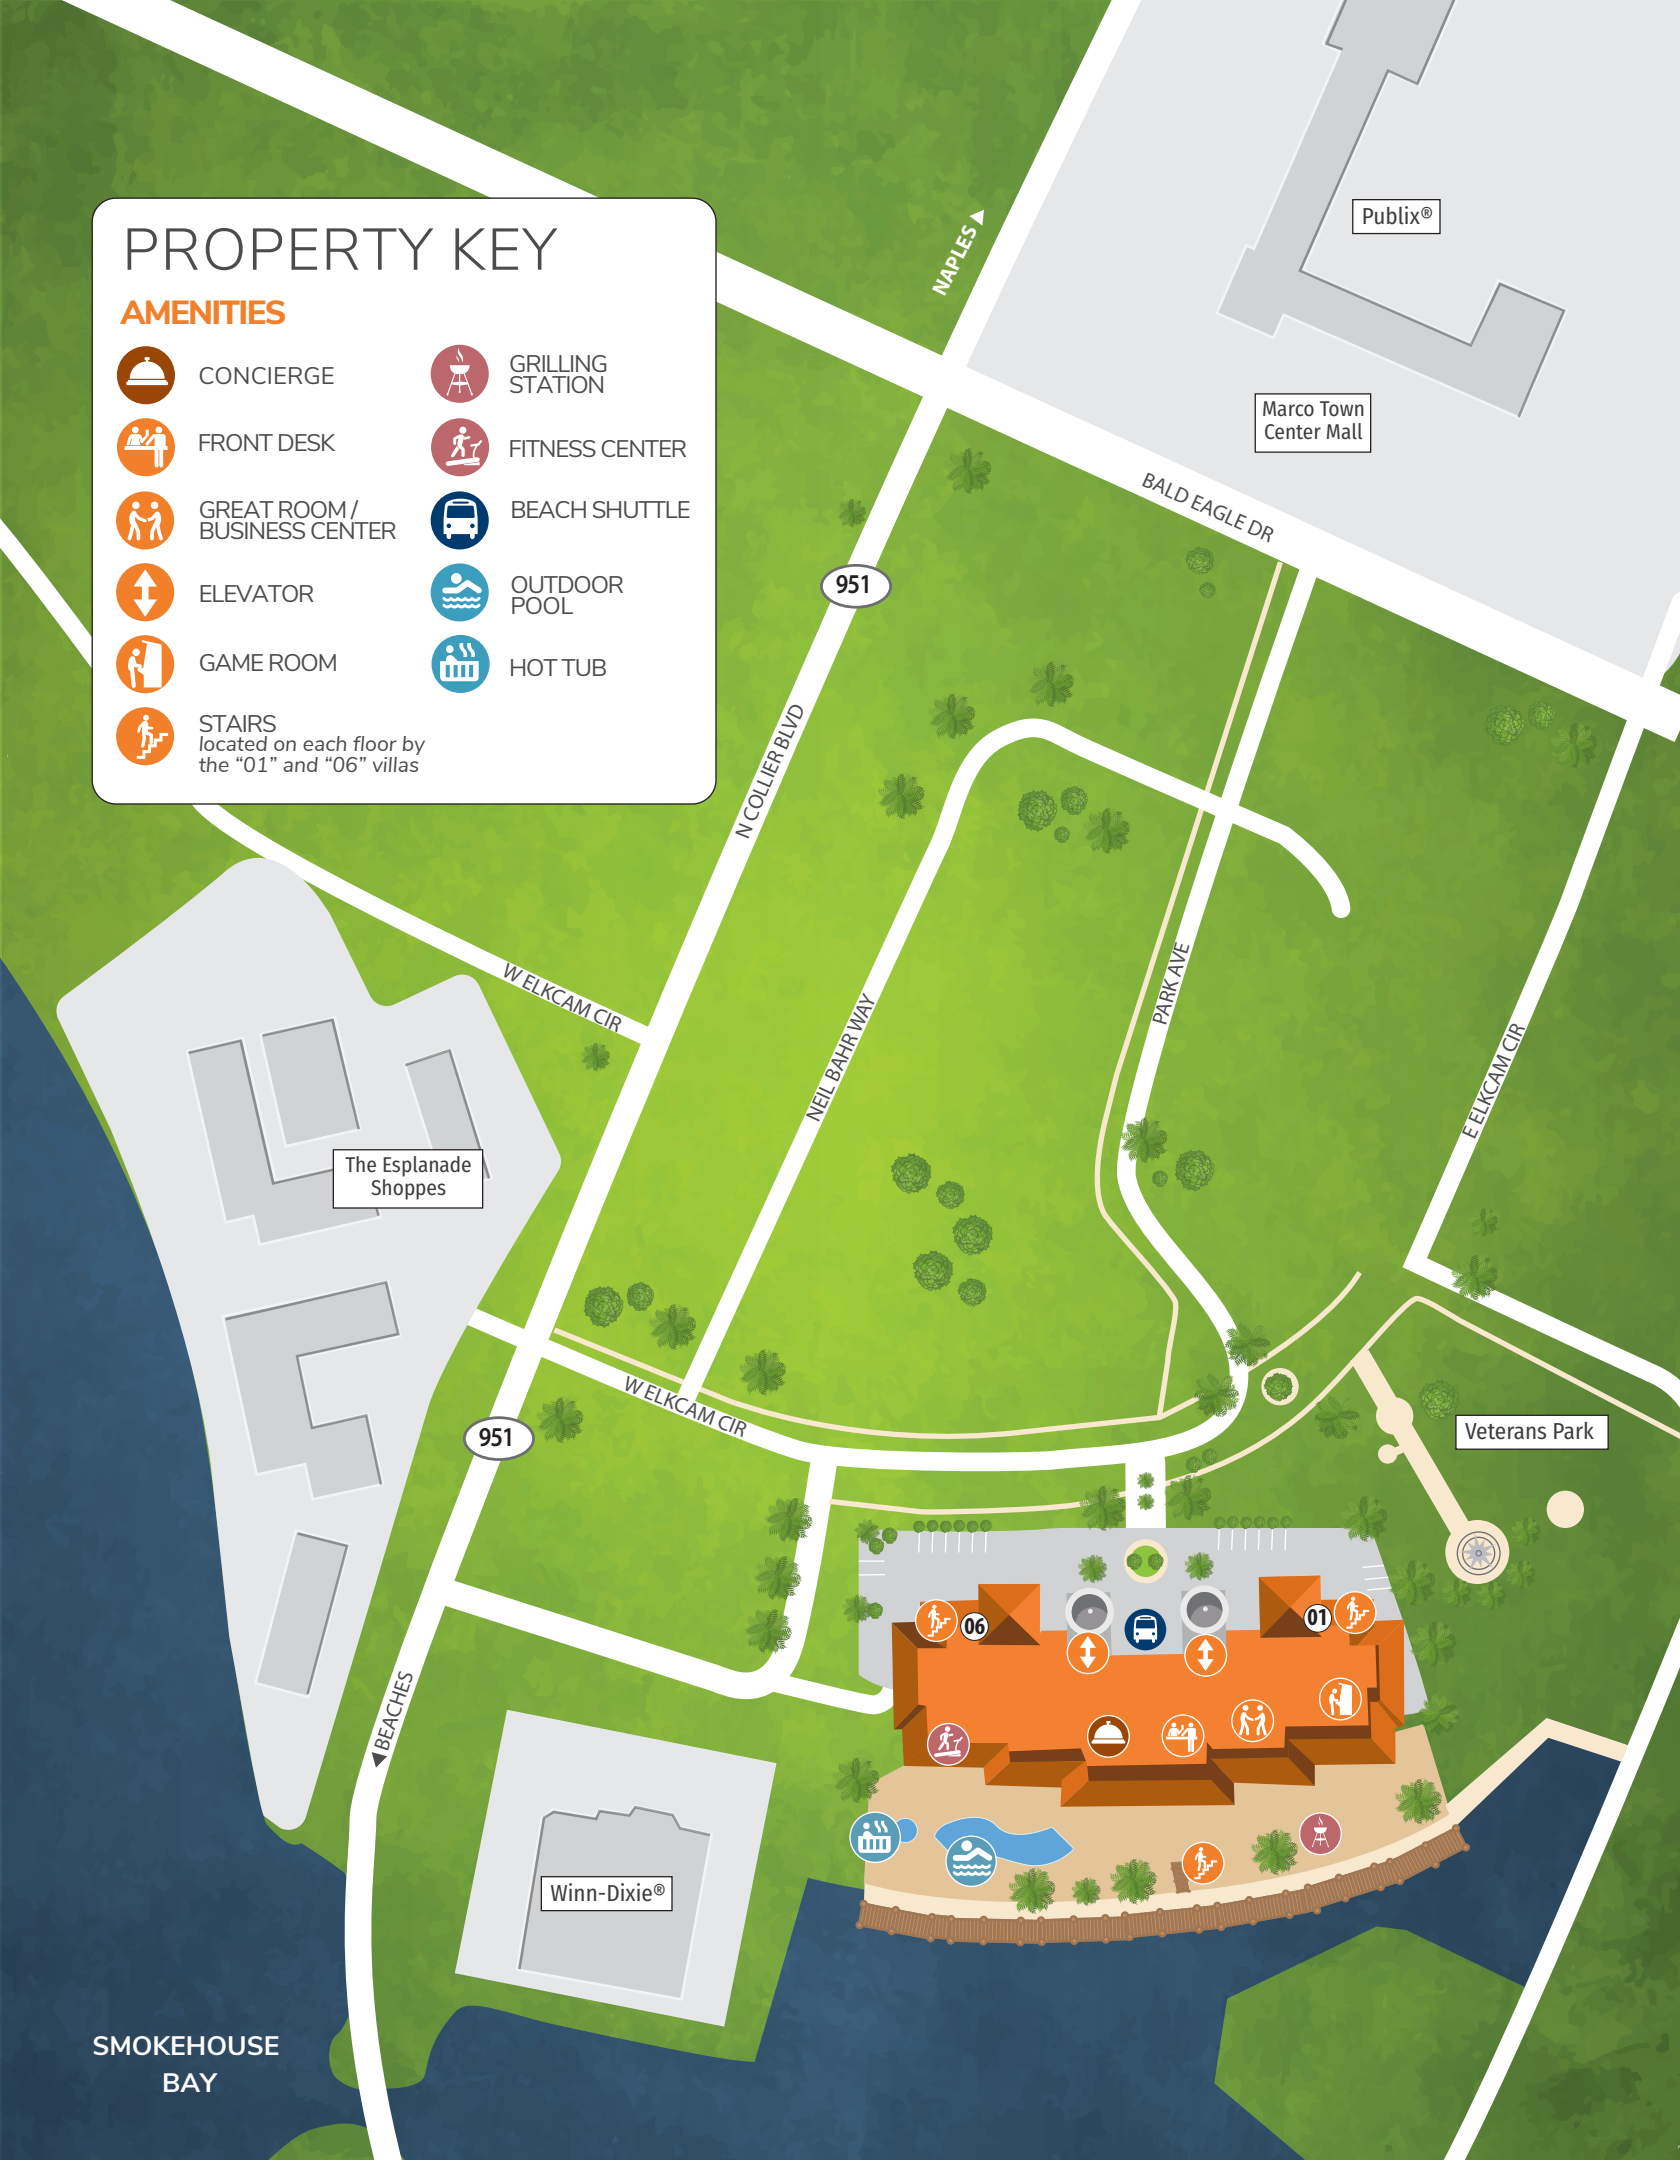 PROPERTY KEY
AMENITIES
CONCIERGE
FRONT DESK
GREAT ROOM /
BUSINESS CENTER
ELEVATOR
GAME ROOM
STAIRS
located on each floor by
the “01” and “06” villas
GRILLING
STATION
FITNESS CENTER
BEACH SHUTTLE
OUTDOOR
POOL
HOT TUB
NAPLES
Publix®
Marco Town
Center Mall
BALD EAGLE DR
951
N COLLIER BLVD
W ELKCAM CIR
NEIL BAHR WAY
PARK AVE
E ELKCAM CIR
The Esplanade
Shoppes
W ELKCAM CIR
951
Veterans Park
06
01
BEACHES
Winn-Dixie®
SMOKEHOUSE
BAY